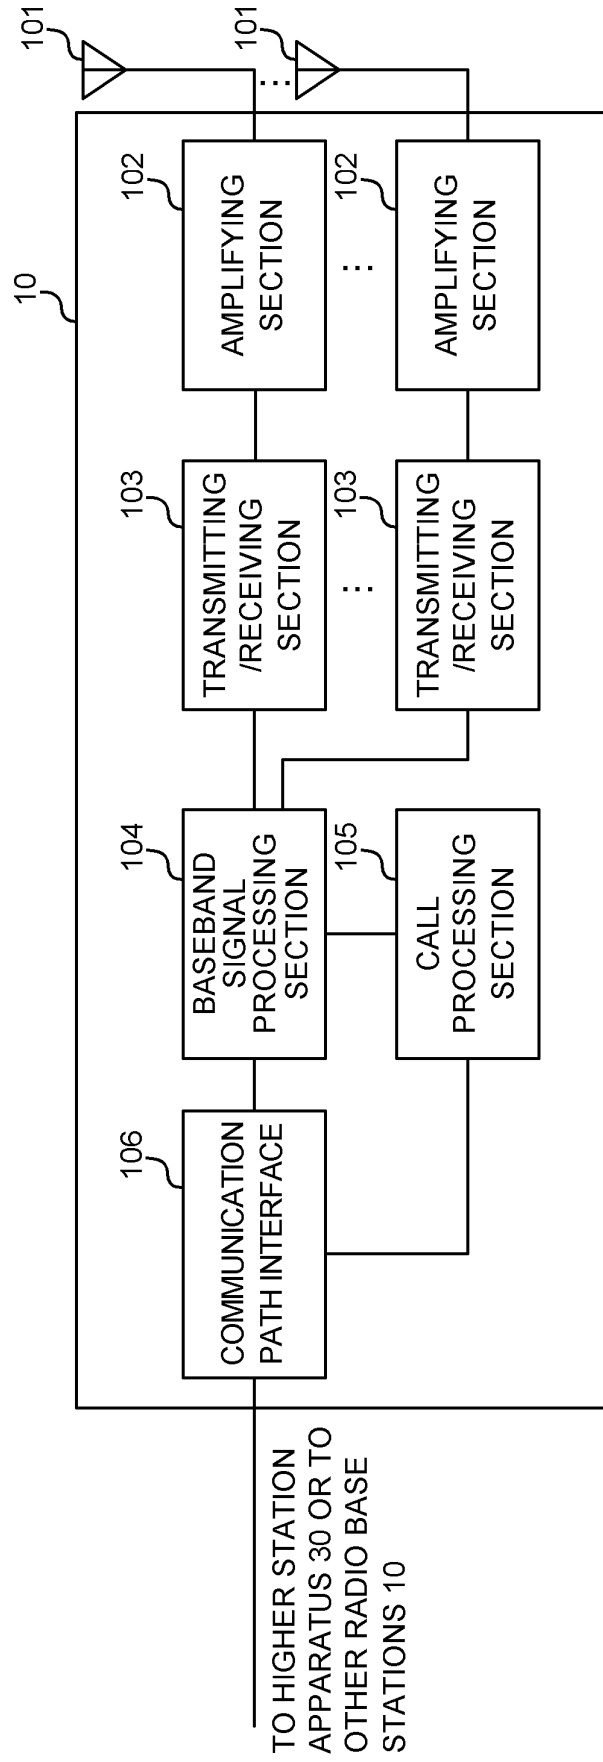 10
101
101
...
102
AMPLIFYING
SECTION
...
102
AMPLIFYING
SECTION
103
TRANSMITTING
/RECEIVING
SECTION
...
103
TRANSMITTING
/RECEIVING
SECTION
104
BASEBAND
SIGNAL
PROCESSING
SECTION
105
CALL
PROCESSING
SECTION
106
COMMUNICATION
PATH INTERFACE
TO HIGHER STATION
APPARATUS 30 OR TO
OTHER RADIO BASE
STATIONS 10